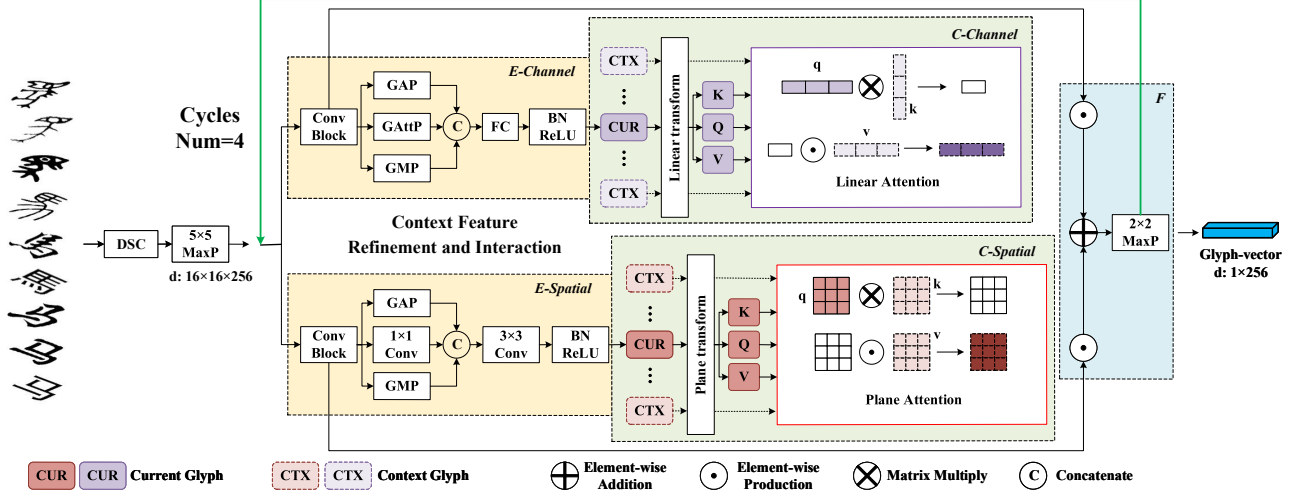 Cycles
Num=4
DSC
5×5
MaxP
d: 16×16×256
E-Channel
Conv
Block
GAP
GAttP
GMP
C
FC
BN
ReLU
C-Channel
CTX
CUR
CTX
Linear transform
K
Q
V
q
k
v
Linear Attention
Context Feature
Refinement and Interaction
E-Spatial
Conv
Block
GAP
1×1
Conv
GMP
C
3×3
Conv
BN
ReLU
C-Spatial
CTX
CUR
CTX
Plane transform
K
Q
V
q
k
v
Plane Attention
F
2×2
MaxP
Glyph-vector
d: 1×256
CUR
CUR
Current Glyph
CTX
CTX
Context Glyph
Element-wise
Addition
Element-wise
Production
Matrix Multiply
C
Concatenate